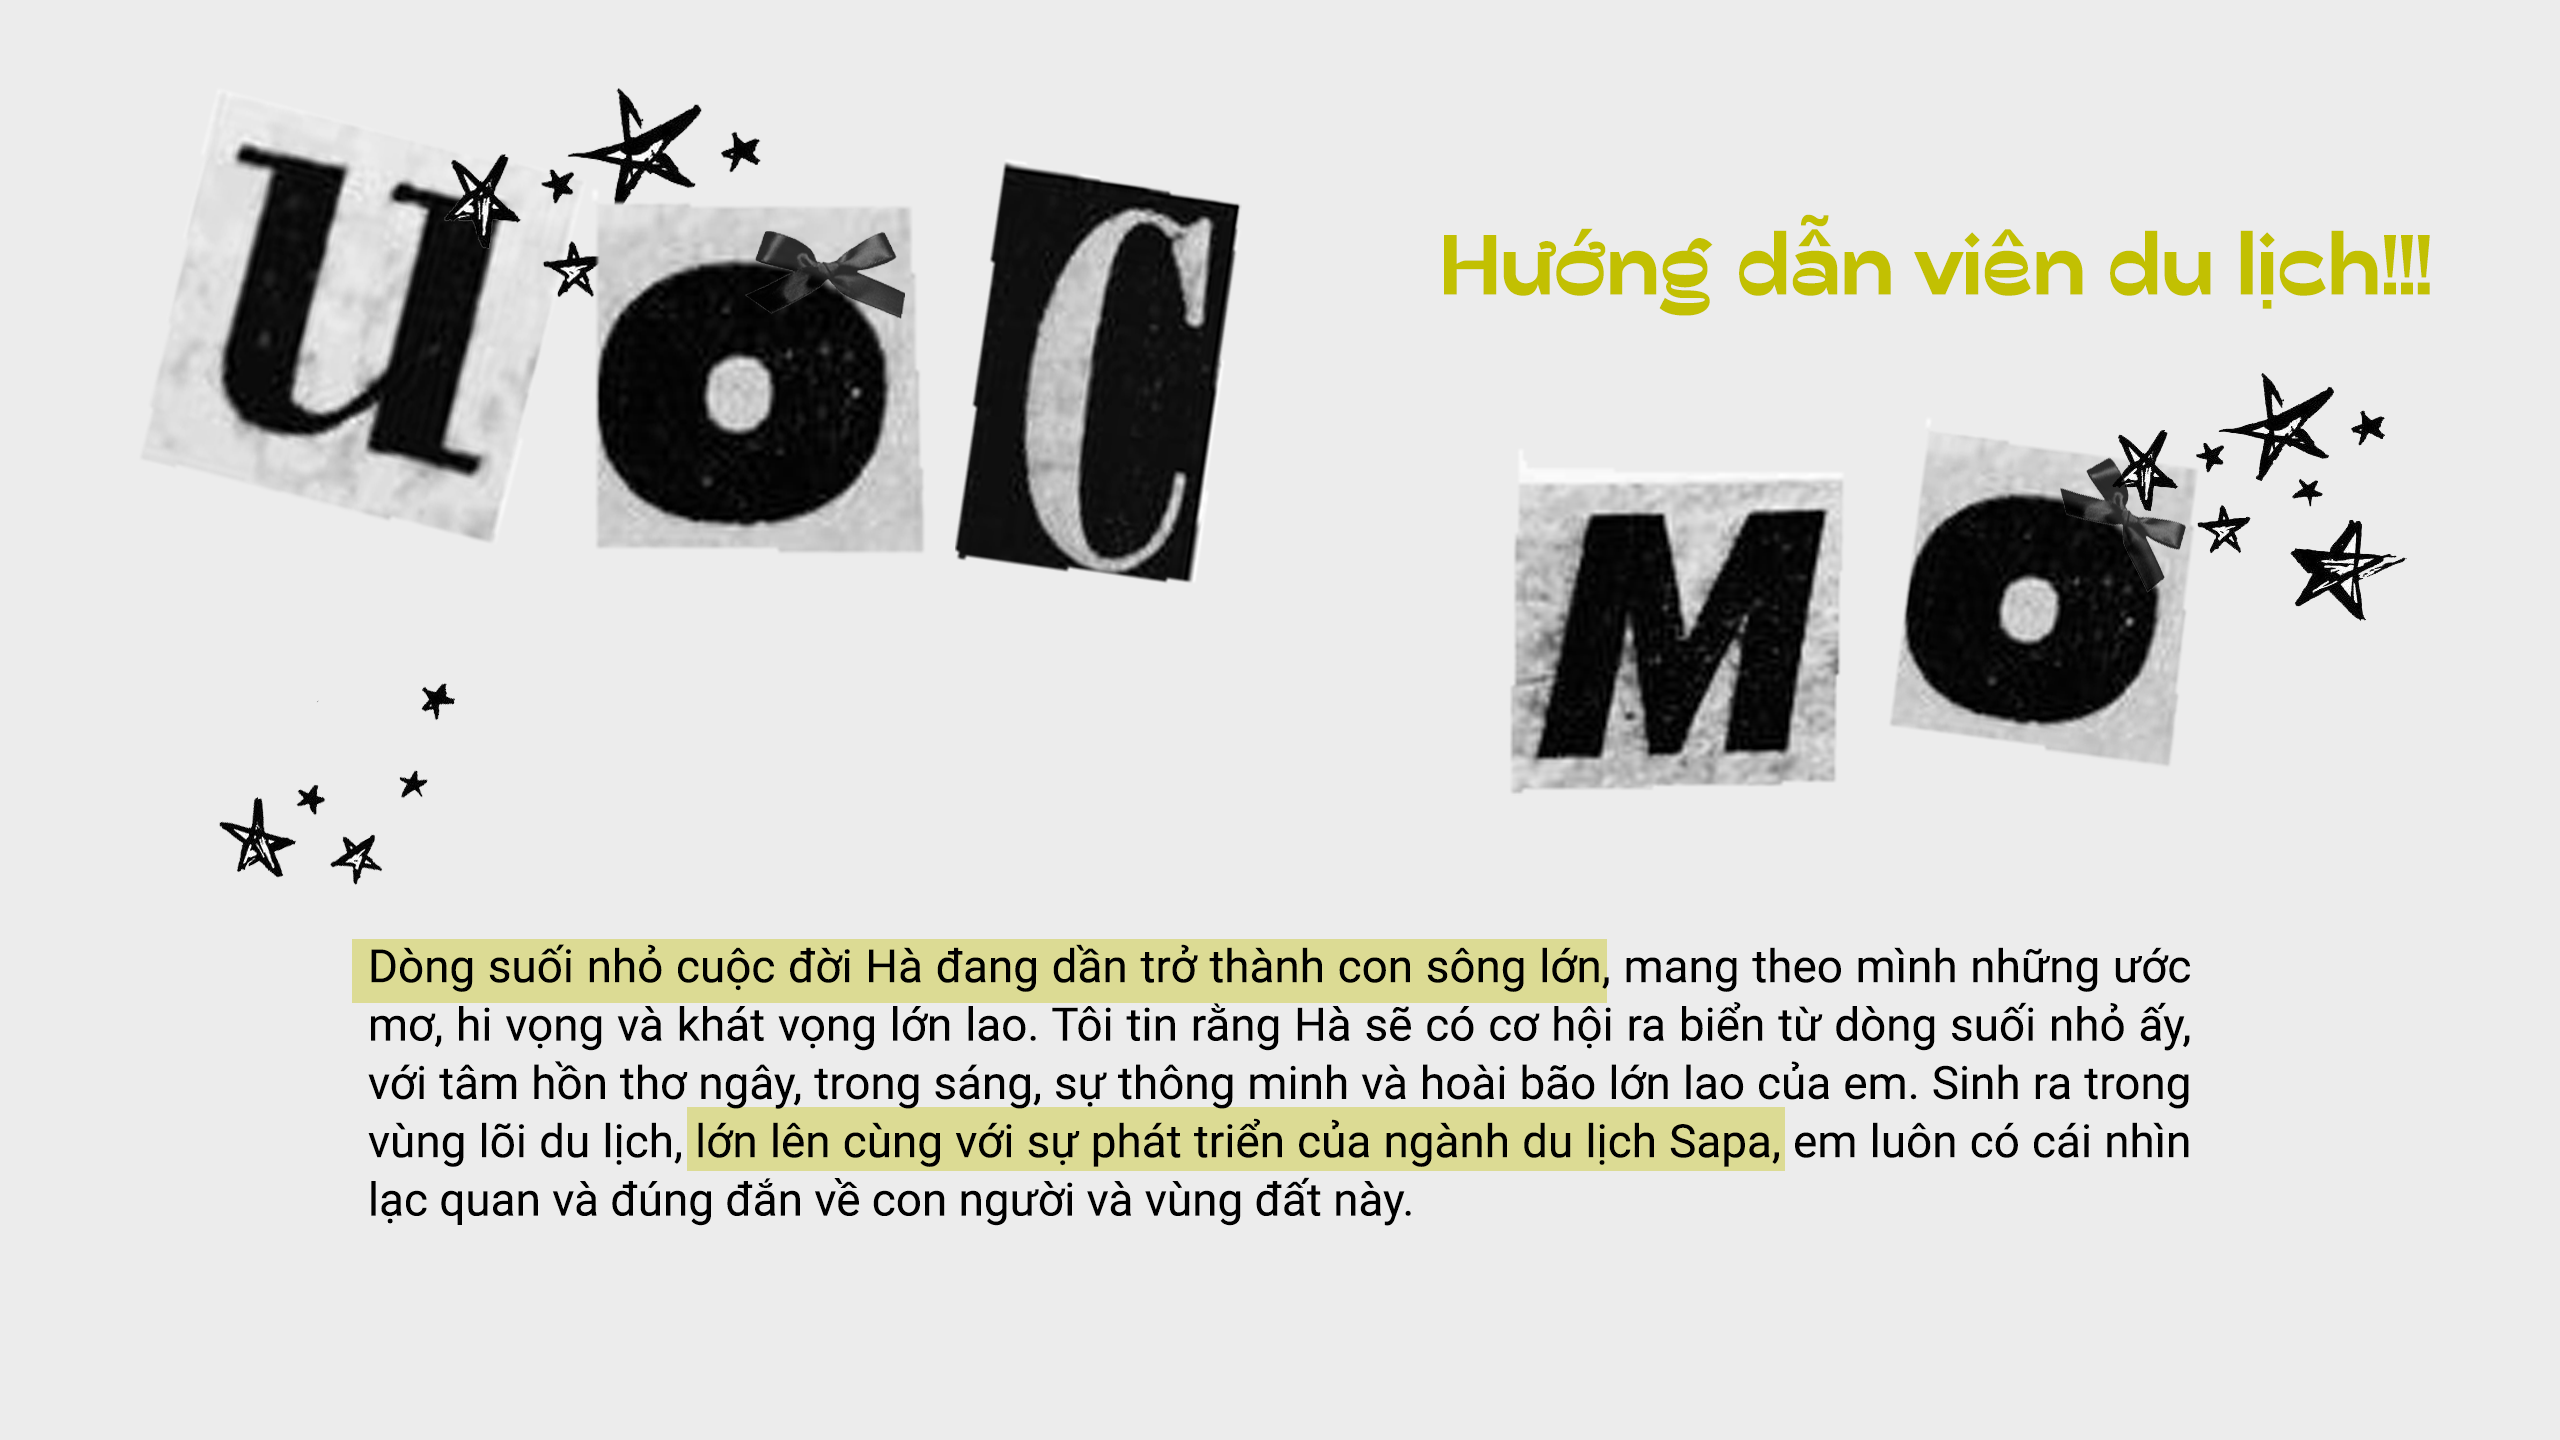 uoC
Hướng dẫn viên du lịch!!!
Mo
Dòng suối nhỏ cuộc đời Hà đang dần trở thành con sông lớn, mang theo mình những ước
mơ, hi vọng và khát vọng lớn lao. Tôi tin rằng Hà sẽ có cơ hội ra biển từ dòng suối nhỏ ấy,
với tâm hồn thơ ngây, trong sáng, sự thông minh và hoài bão lớn lao của em. Sinh ra trong
vùng lõi du lịch, lớn lên cùng với sự phát triển của ngành du lịch Sapa, em luôn có cái nhìn
lạc quan và đúng đắn về con người và vùng đất này.